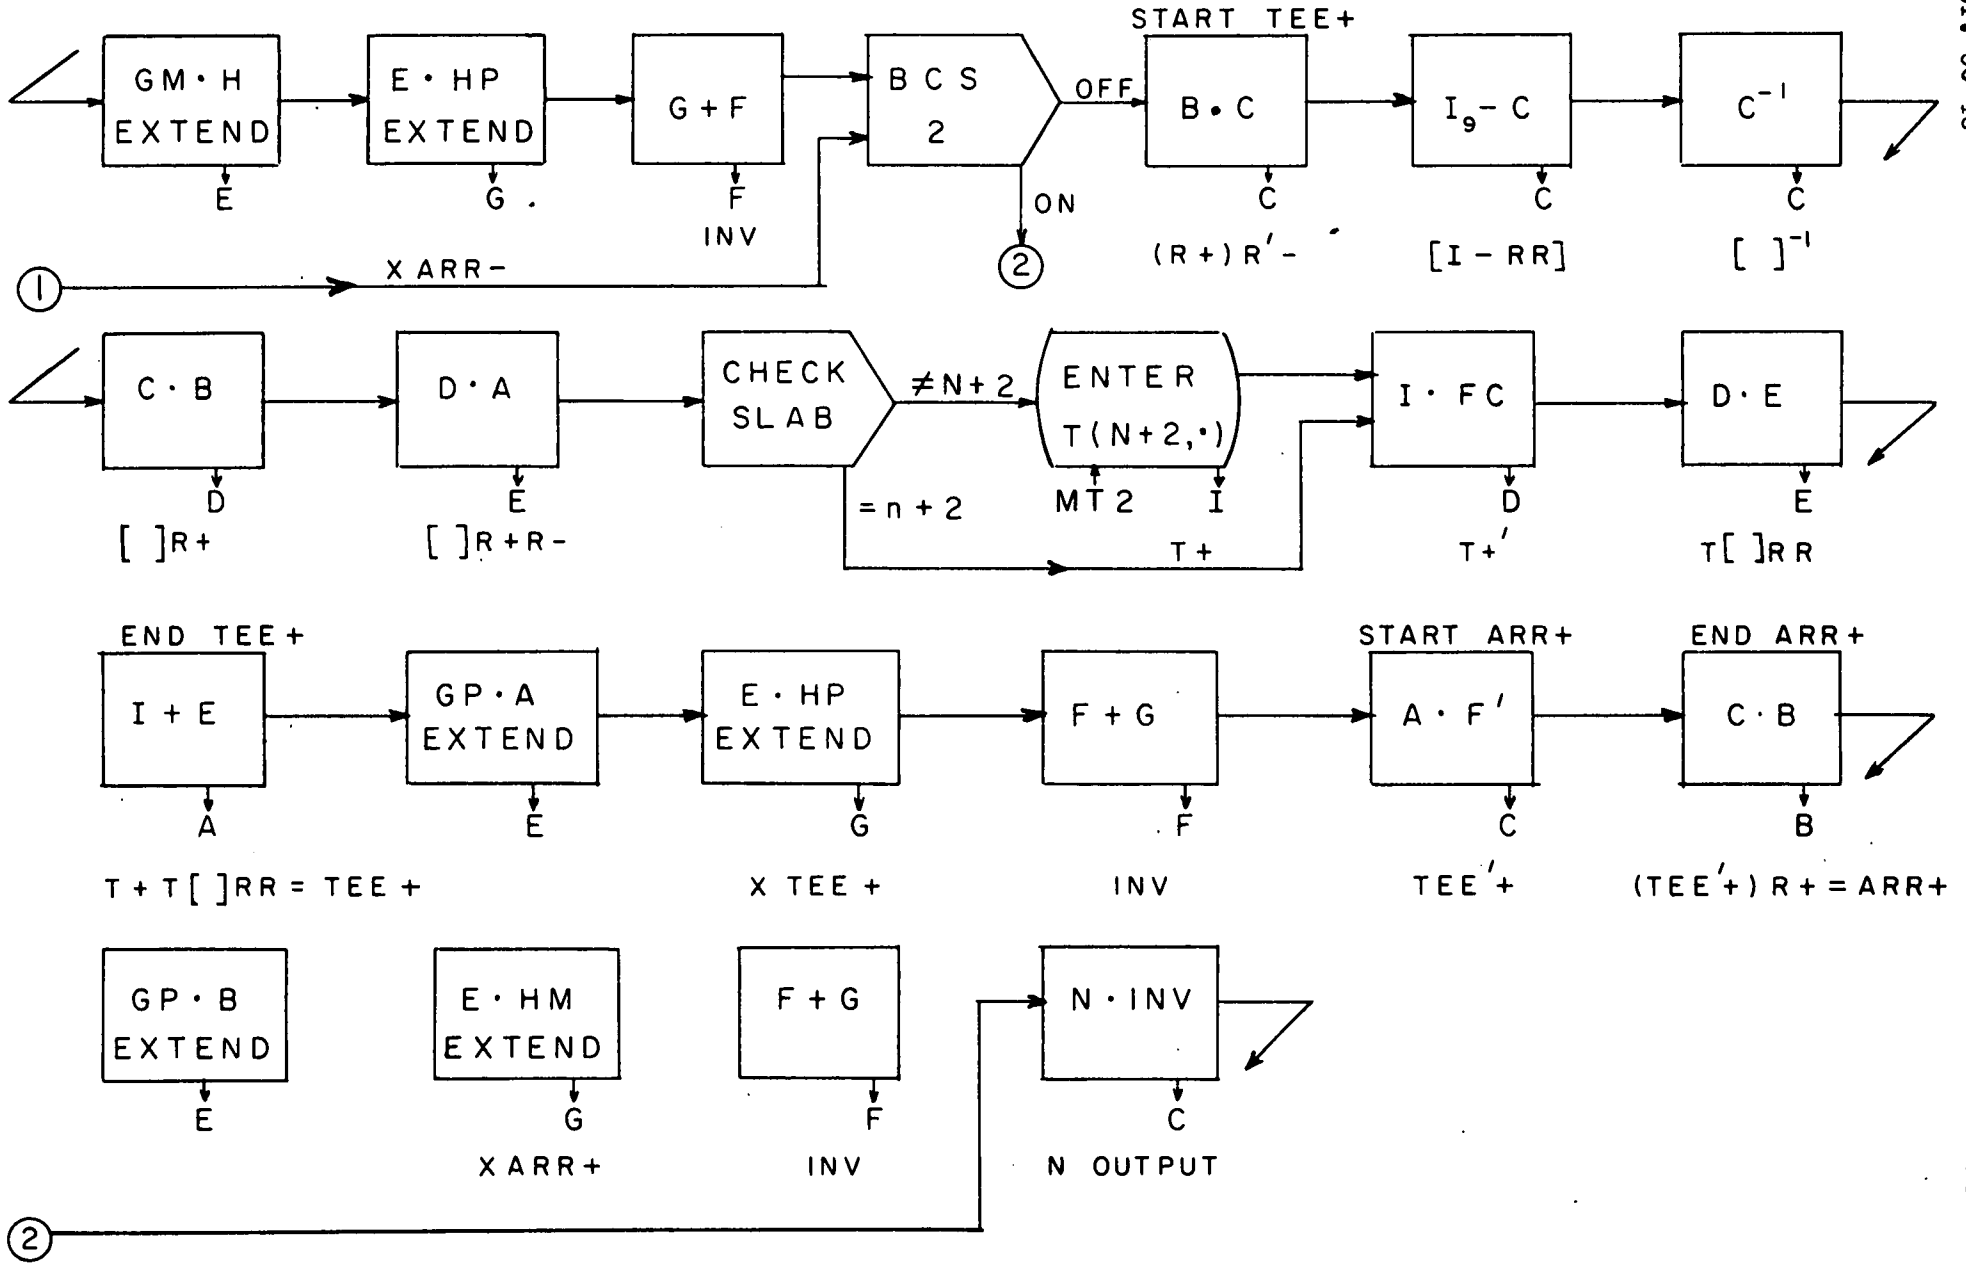 START TEE+
GM·H
EXTEND
E
E·HP
EXTEND
G
G+F
F
INV
BCS
2
OFF
ON
2
B•C
C
(R+)R′-
I₉-C
C
[I-RR]
C⁻¹
C
[ ]⁻¹
1
X ARR-
C·B
D
[ ]R+
D·A
E
[ ]R+R-
CHECK
SLAB
≠N+2
=n+2
ENTER
T(N+2,·)
MT2
I
T+
I·FC
D
T+′
D·E
E
T[ ]RR
END TEE+
I+E
A
T+T[ ]RR=TEE+
GP·A
EXTEND
E
E·HP
EXTEND
G
X TEE+
F+G
F
INV
START ARR+
A·F′
C
TEE′+
END ARR+
C·B
B
(TEE′+)R+=ARR+
GP·B
EXTEND
E
E·HM
EXTEND
G
X ARR+
F+G
F
INV
N·INV
C
N OUTPUT
2